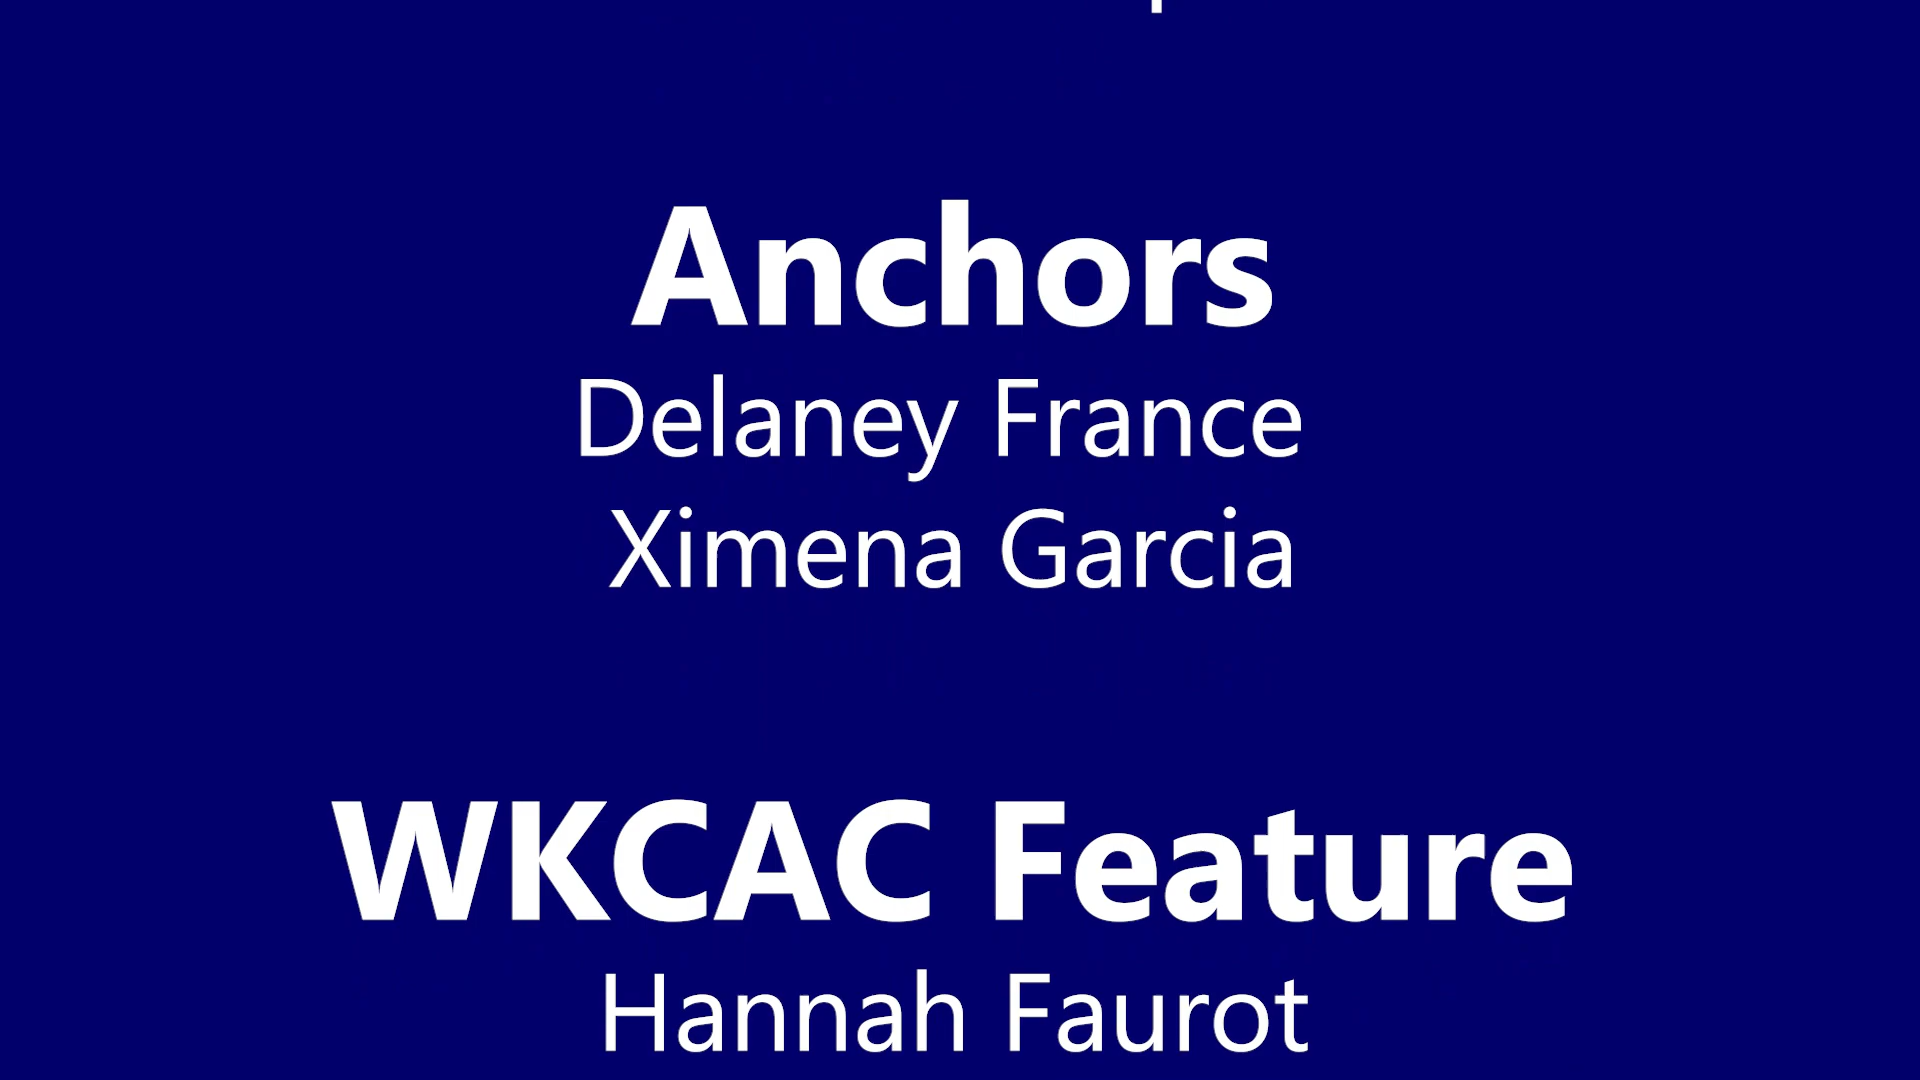 Anchors
Delaney France
Ximena Garcia
WKCAC Feature
Hannah Faurot